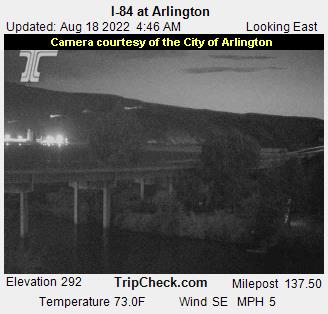 I-84 at Arlington
Updated: Aug 18 2022 4:46 AM Looking East
Camera courtesy of the City of Arlington
Elevation 292 TripCheck.com Milepost 137.50
Temperature 73.0F Wind SE MPH 5